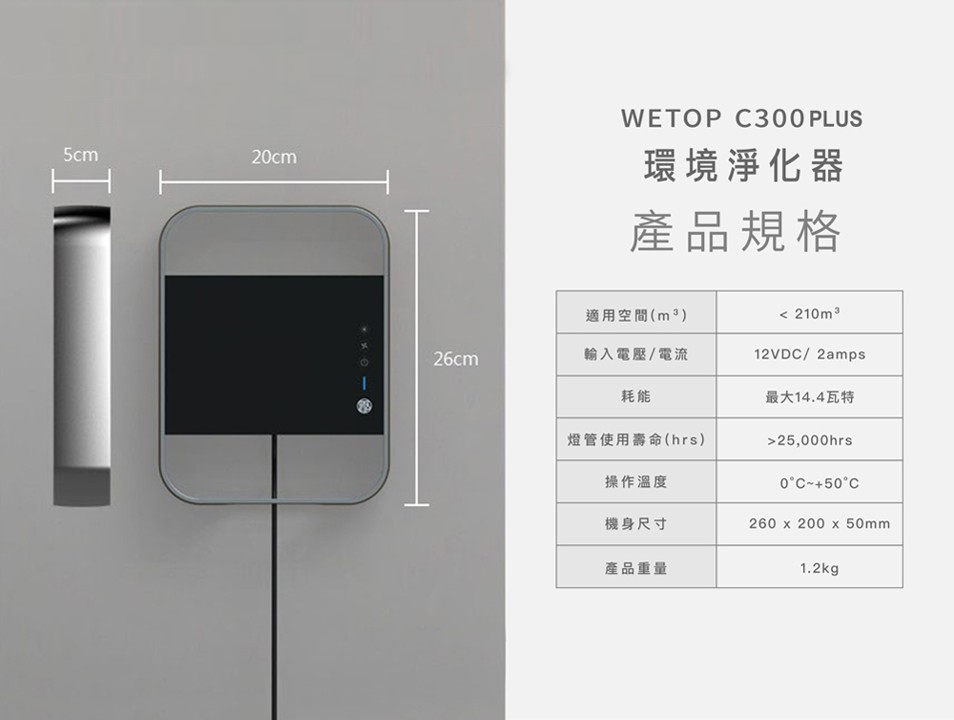 5cm
20cm
26cm
WETOP C300PLUS
環境淨化器
產品規格
適用空間(m³) < 210m³
輸入電壓/電流 12VDC/ 2amps
耗能 最大14.4瓦特
燈管使用壽命(hrs) >25,000hrs
操作溫度 0°C~+50°C
機身尺寸 260 x 200 x 50mm
產品重量 1.2kg